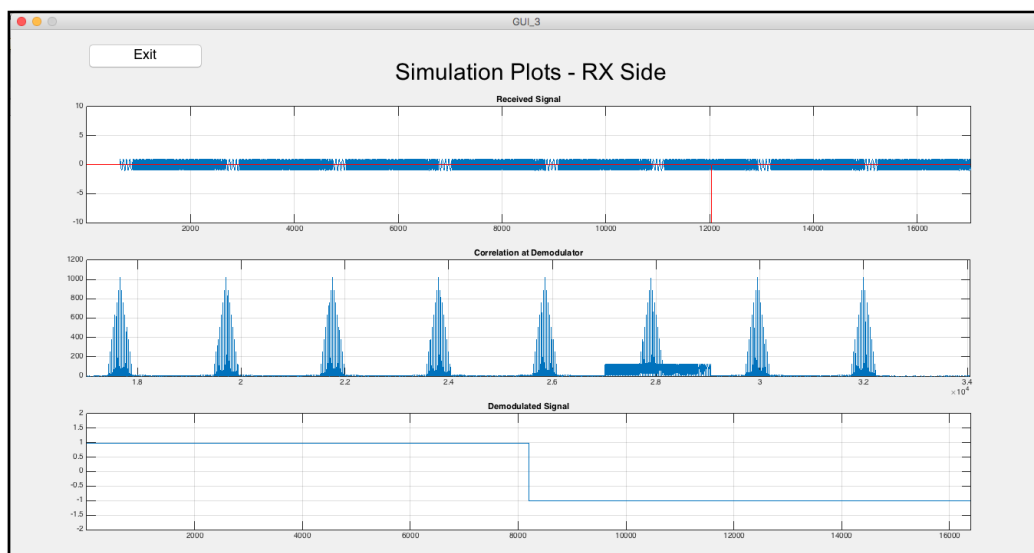 GUI_3
Exit
Simulation Plots - RX Side
Received Signal
10
5
0
-5
-10
2000 4000 6000 8000 10000 12000 14000 16000
Correlation at Demodulator
1200
1000
800
600
400
200
0
1.8 2 2.2 2.4 2.6 2.8 3 3.2 3.4
×10⁴
Demodulated Signal
2
1.5
1
0.5
0
-0.5
-1
-1.5
-2
2000 4000 6000 8000 10000 12000 14000 16000